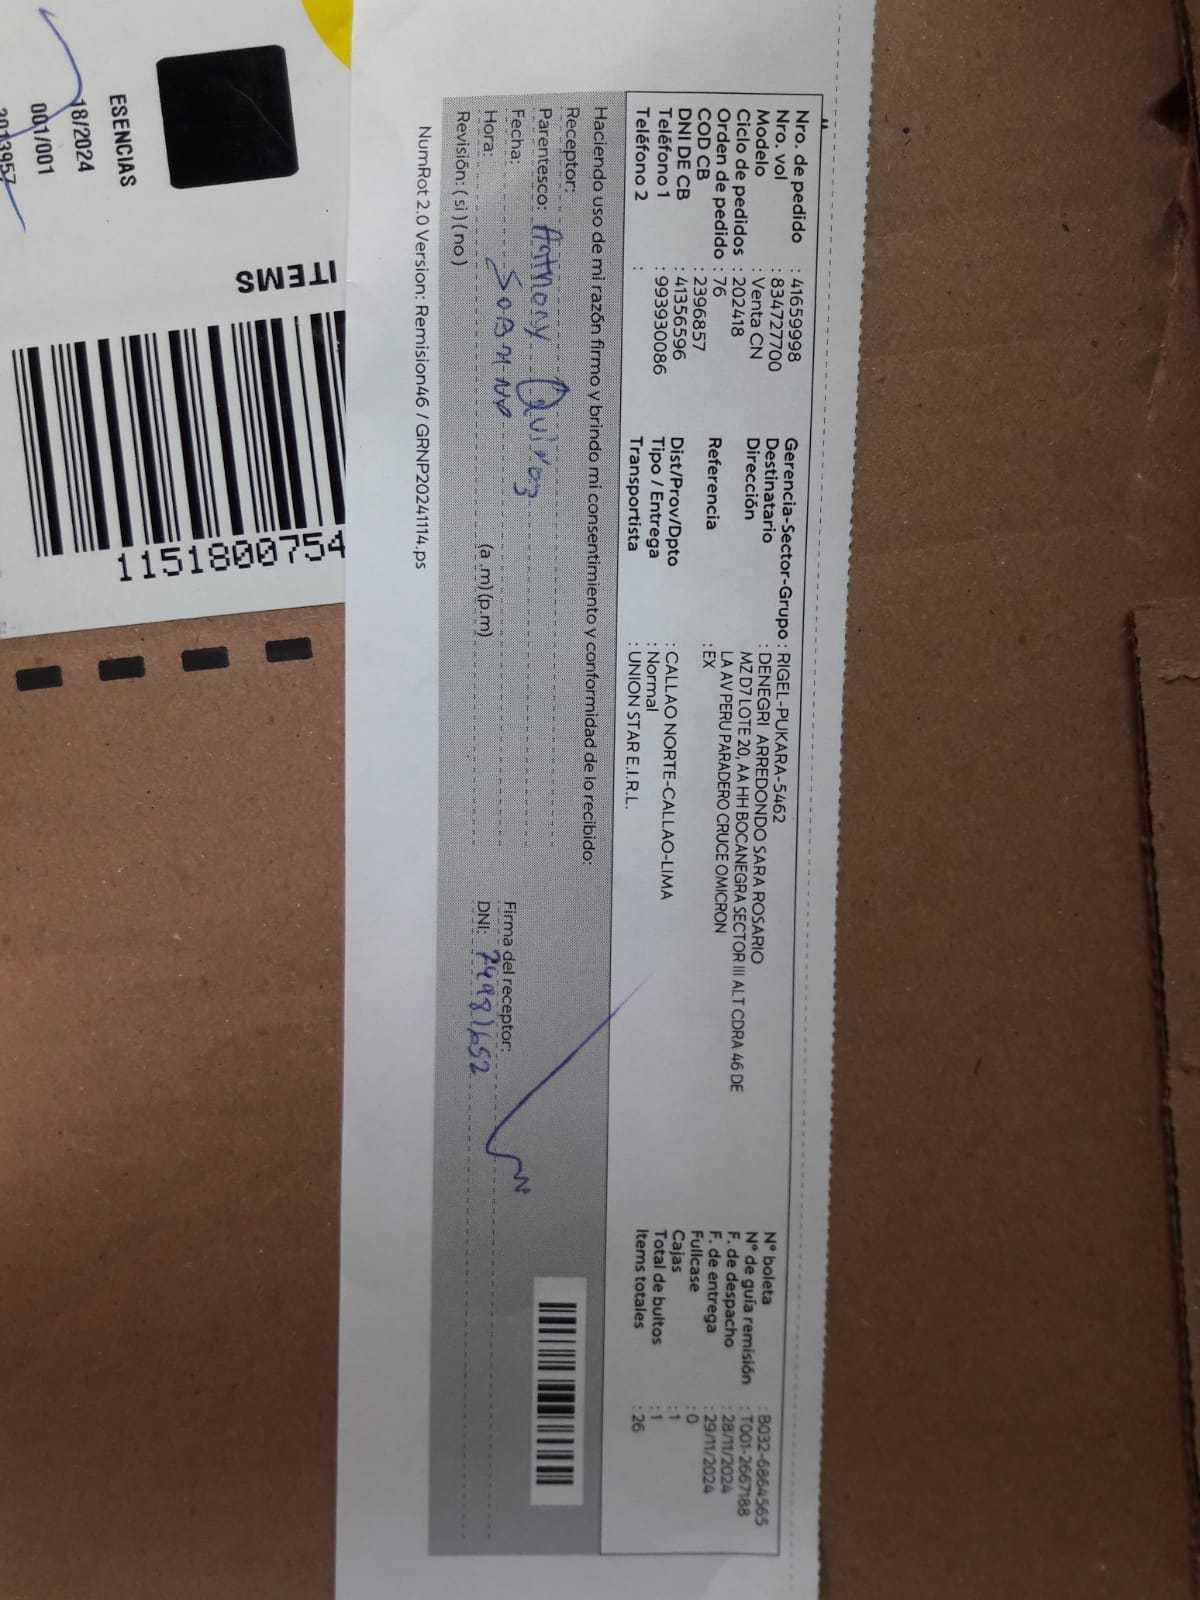 Nro. de pedido : 41659998
Nro. vol : 834727700
Modelo : Venta CN
Ciclo de pedidos : 202418
Orden de pedido : 76
COD CB : 2396857
DNI DE CB : 41356596
Teléfono 1 : 993930086
Teléfono 2 :
Gerencia-Sector-Grupo : RIGEL-PUKARA-5462
Destinatario : DENEGRI ARREDONDO SARA ROSARIO
Dirección MZ D7 LOTE 20, AA HH BOCANEGRA SECTOR III ALT CDRA 46 DE
LA AV PERU PARADERO CRUCE OMICRON
Referencia : EX
Dist/Prov/Dpto : CALLAO NORTE-CALLAO-LIMA
Tipo / Entrega : Normal
Transportista : UNION STAR E.I.R.L.
N° boleta : B032-6864565
N° de guía remisión : T001-2667188
F. de despacho : 28/11/2024
F. de entrega : 29/11/2024
Fullcase : 0
Cajas : 1
Total de bultos : 1
Items totales : 26
Haciendo uso de mi razón firmo y brindo mi consentimiento y conformidad de lo recibido:
Receptor:
Parentesco: Anthony Quiroz
Fecha:
Hora: (a .m) (p.m)
Revisión: ( si ) ( no )
Firma del receptor:
DNI: 74981652
NumRot 2.0 Version: Remision46 / GRNP20241114.ps
ESENCIAS
18/2024
001/001
ITEMS
1151800754